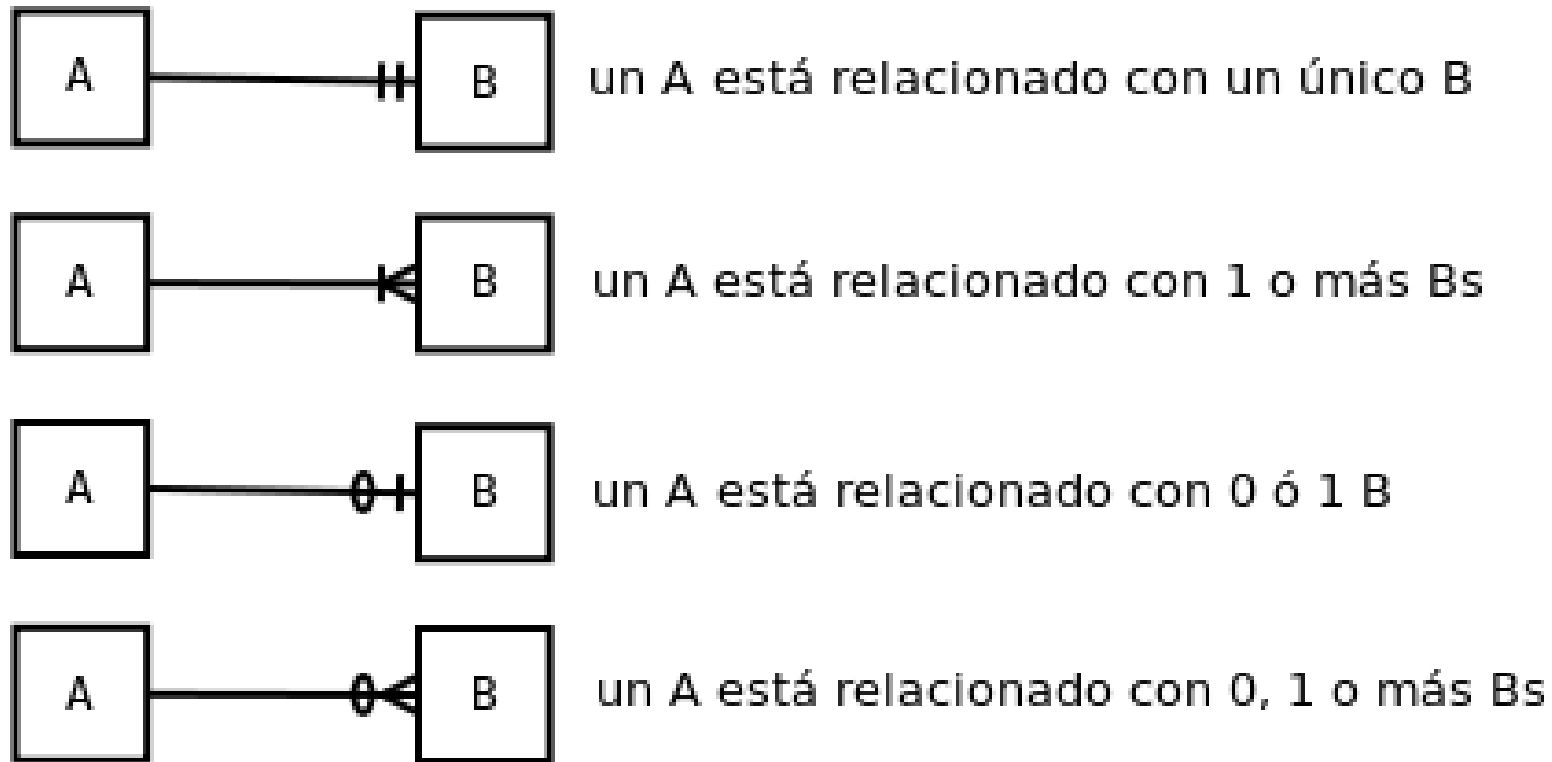 A B un A está relacionado con un único B
A B un A está relacionado con 1 o más Bs
A B un A está relacionado con 0 ó 1 B
A B un A está relacionado con 0, 1 o más Bs